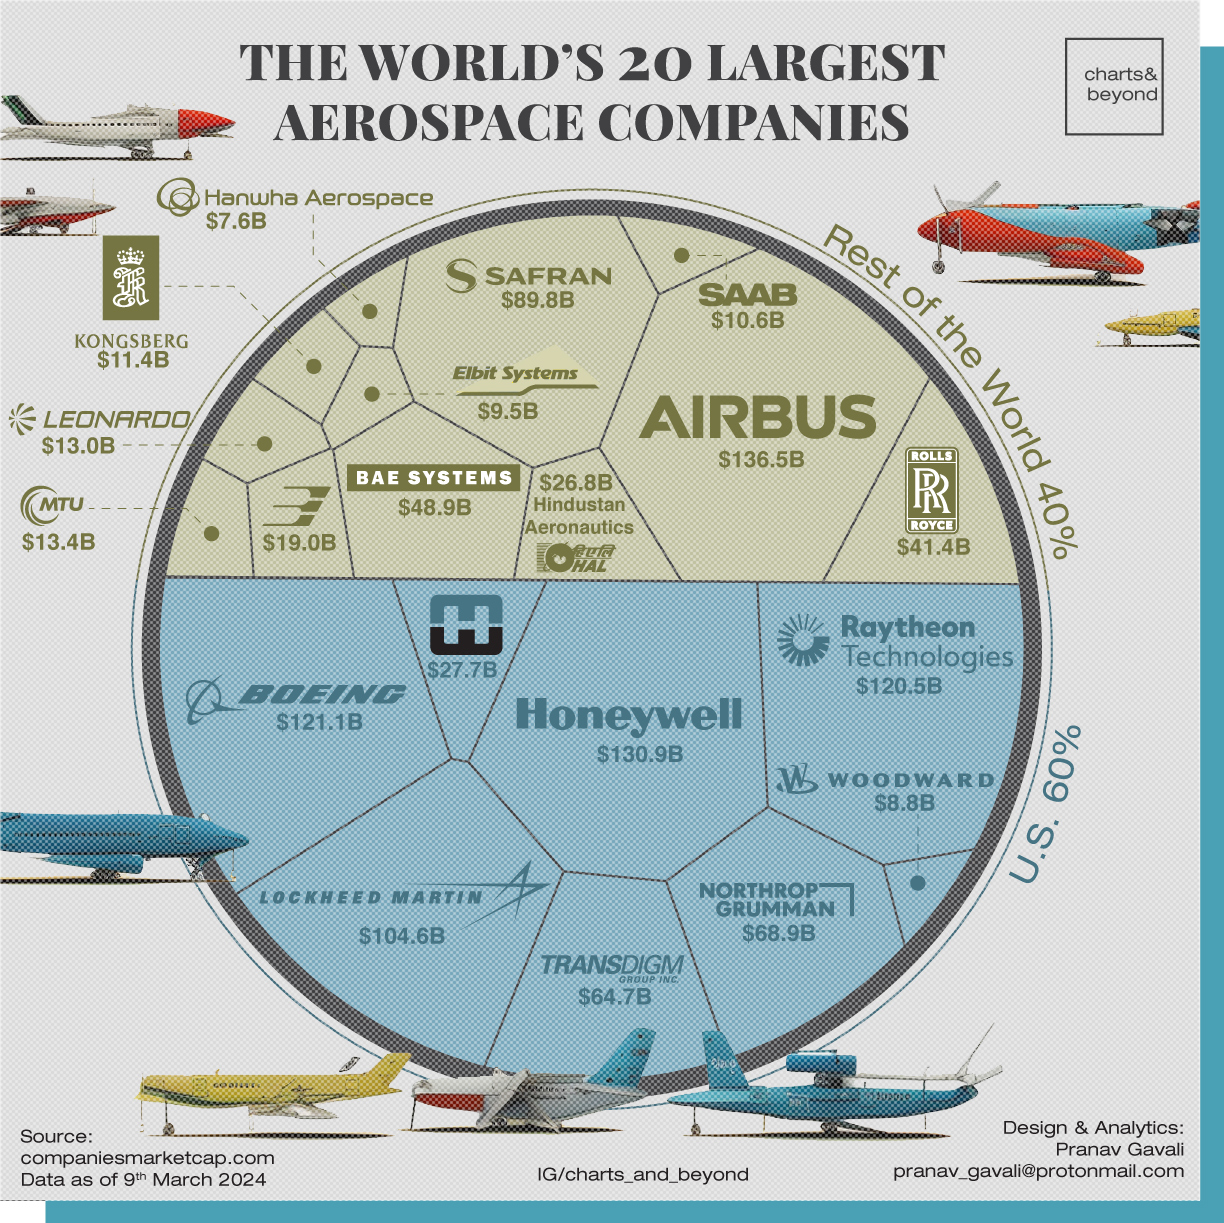 THE WORLD'S 20 LARGEST
AEROSPACE COMPANIES
charts&
beyond
Hanwha Aerospace
$7.6B
KONGSBERG
$11.4B
LEONARDO
$13.0B
MTU
$13.4B
$19.0B
SAFRAN
$89.8B
Elbit Systems
$9.5B
BAE SYSTEMS
$48.9B
$26.8B
Hindustan
Aeronautics
एचएएल
HAL
SAAB
$10.6B
AIRBUS
$136.5B
ROLLS
RR
ROYCE
$41.4B
Rest of the World 40%
BOEING
$121.1B
H
$27.7B
Honeywell
$130.9B
Raytheon
Technologies
$120.5B
W WOODWARD
$8.8B
U.S. 60%
LOCKHEED MARTIN
$104.6B
TRANSDIGM
GROUP INC.
$64.7B
NORTHROP
GRUMMAN
$68.9B
Source:
companiesmarketcap.com
Data as of 9th March 2024
IG/charts_and_beyond
Design & Analytics:
Pranav Gavali
pranav_gavali@protonmail.com